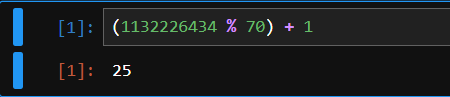 [1]: (1132226434 % 70) + 1
[1]: 25